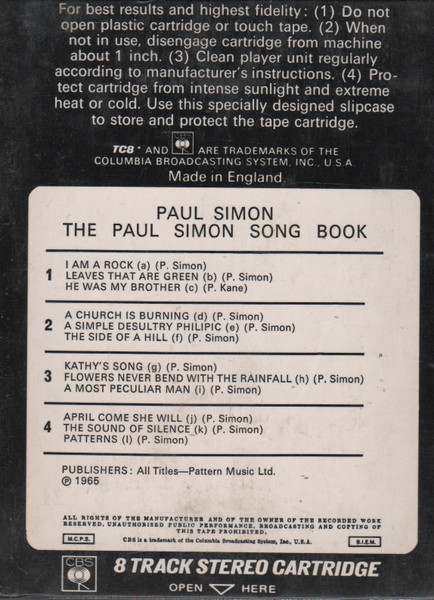 For best results and highest fidelity: (1) Do not
open plastic cartridge or touch tape. (2) When
not in use, disengage cartridge from machine
about 1 inch. (3) Clean player unit regularly
according to manufacturer's instructions. (4) Pro-
tect cartridge from intense sunlight and extreme
heat or cold. Use this specially designed slipcase
to store and protect the tape cartridge.
TC8 • AND CBS ARE TRADEMARKS OF THE
COLUMBIA BROADCASTING SYSTEM, INC., U.S.A
Made in England
PAUL SIMON
THE PAUL SIMON SONG BOOK
1
I AM A ROCK (a) (P. Simon)
LEAVES THAT ARE GREEN (b) (P. Simon)
HE WAS MY BROTHER (c) (P. Kane)
2
A CHURCH IS BURNING (d) (P. Simon)
A SIMPLE DESULTRY PHILIPIC (e) (P. Simon)
THE SIDE OF A HILL (f) (P. Simon)
3
KATHY'S SONG (g) (P. Simon)
FLOWERS NEVER BEND WITH THE RAINFALL (h) (P. Simon)
A MOST PECULIAR MAN (i) (P. Simon)
4
APRIL COME SHE WILL (j) (P. Simon)
THE SOUND OF SILENCE (k) (P. Simon)
PATTERNS (l) (P. Simon)
PUBLISHERS: All Titles—Pattern Music Ltd.
℗ 1965
ALL RIGHTS OF THE MANUFACTURER AND OF THE OWNER OF THE RECORDED WORK
RESERVED. UNAUTHORISED PUBLIC PERFORMANCE, BROADCASTING AND COPYING OF
THIS TAPE PROHIBITED.
M.C.P.S.
CBS is a trademark of the Columbia Broadcasting System, Inc., U.S.A.
B.I.E.M.
CBS
8 TRACK STEREO CARTRIDGE
OPEN HERE